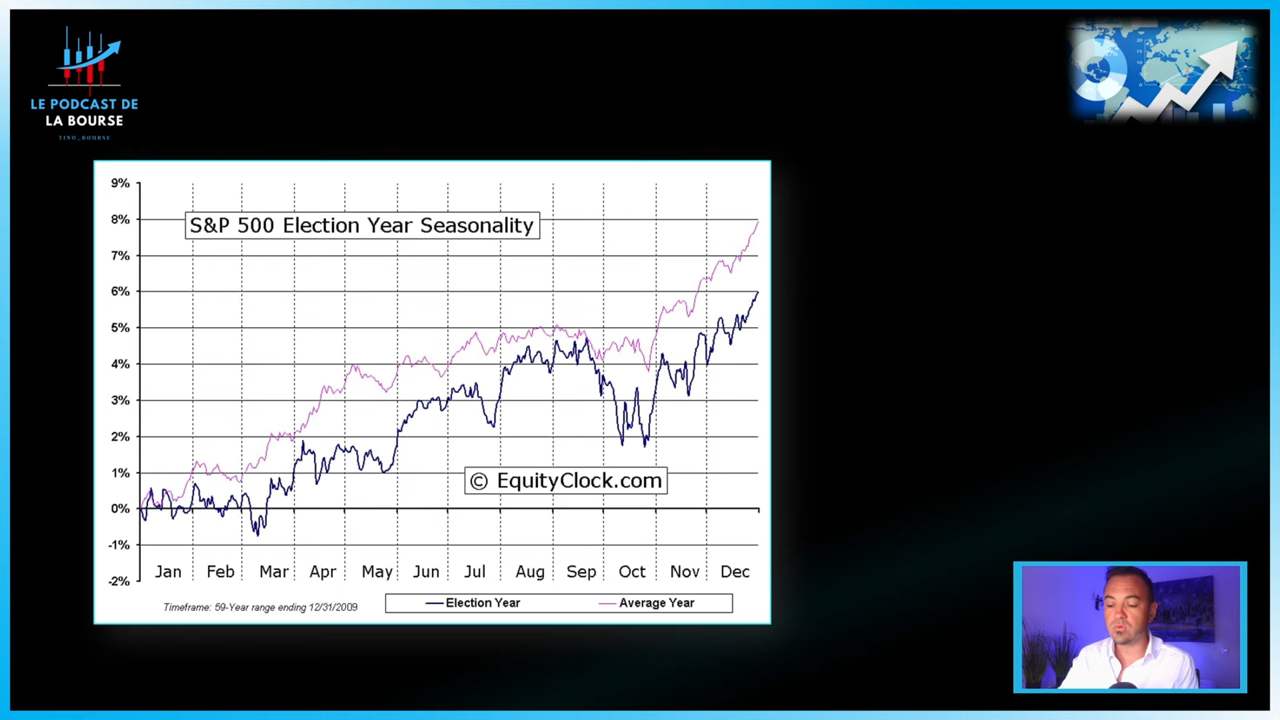 LE PODCAST DE
LA BOURSE
TINO_BOURSE
S&P 500 Election Year Seasonality
9%
8%
7%
6%
5%
4%
3%
2%
1%
0%
-1%
-2%
© EquityClock.com
Jan Feb Mar Apr May Jun Jul Aug Sep Oct Nov Dec
Timeframe: 59-Year range ending 12/31/2009
Election Year Average Year